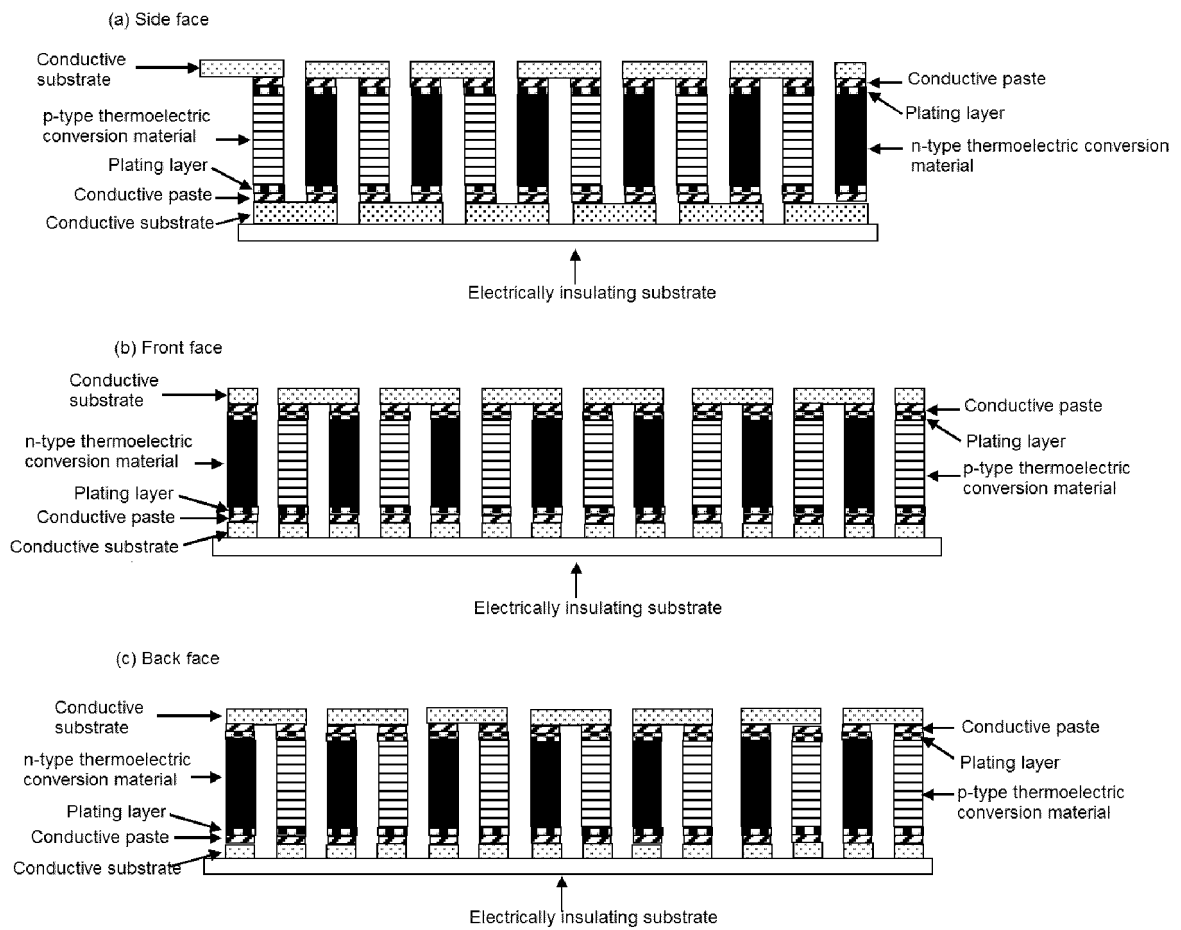 (a) Side face
Conductive
substrate
Conductive paste
Plating layer
p-type thermoelectric
conversion material
n-type thermoelectric conversion
material
Plating layer
Conductive paste
Conductive substrate
Electrically insulating substrate
(b) Front face
Conductive
substrate
Conductive paste
Plating layer
n-type thermoelectric
conversion material
p-type thermoelectric
conversion material
Plating layer
Conductive paste
Conductive substrate
Electrically insulating substrate
(c) Back face
Conductive
substrate
Conductive paste
Plating layer
n-type thermoelectric
conversion material
p-type thermoelectric
conversion material
Plating layer
Conductive paste
Conductive substrate
Electrically insulating substrate